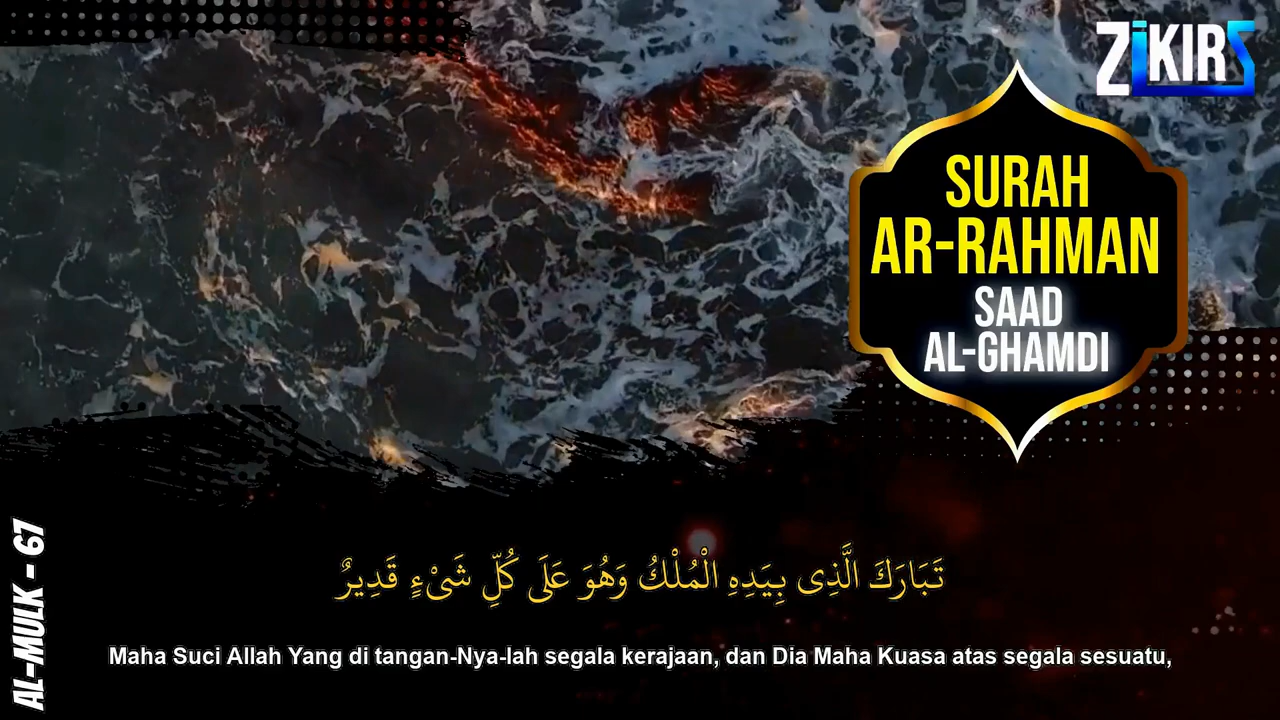 ZiKIRS
SURAH
AR-RAHMAN
SAAD
AL-GHAMDI
تَبَارَكَ الَّذِى بِيَدِهِ الْمُلْكُ وَهُوَ عَلَى كُلِّ شَىْءٍ قَدِيرٌ
Maha Suci Allah Yang di tangan-Nya-lah segala kerajaan, dan Dia Maha Kuasa atas segala sesuatu,
AL-MULK - 67